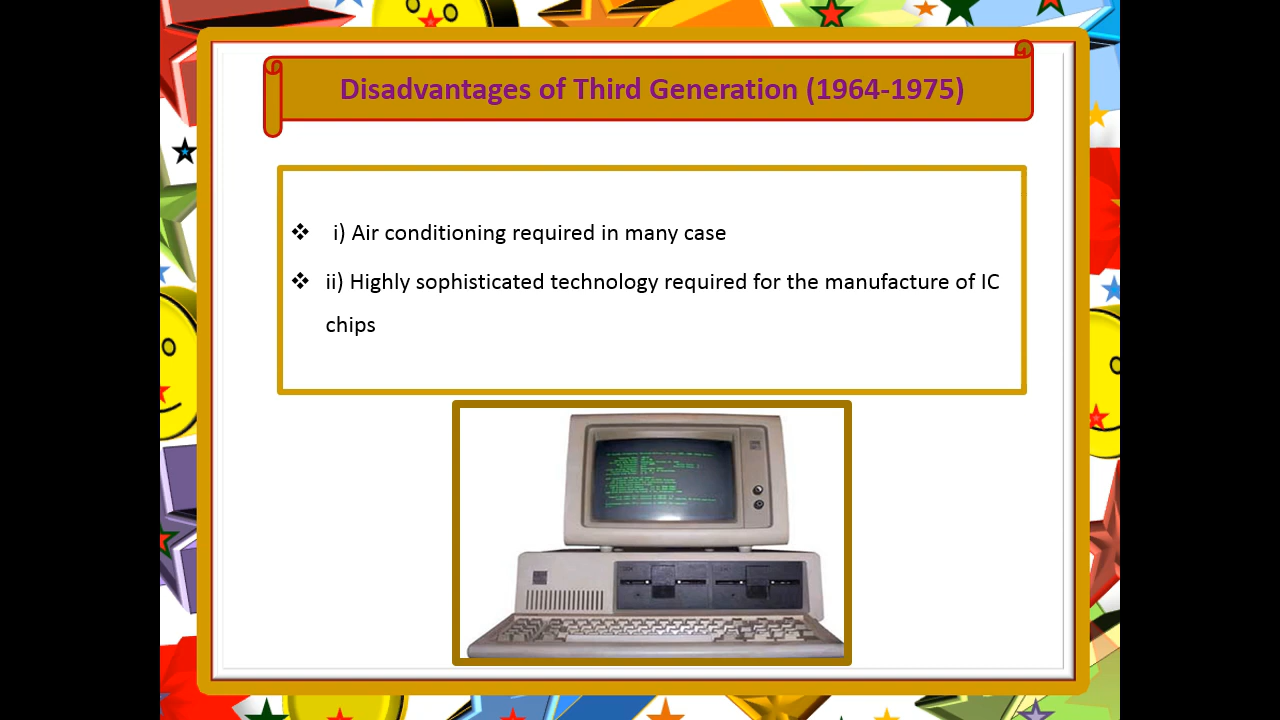 Disadvantages of Third Generation (1964-1975)
❖ i) Air conditioning required in many case
❖ ii) Highly sophisticated technology required for the manufacture of IC
chips